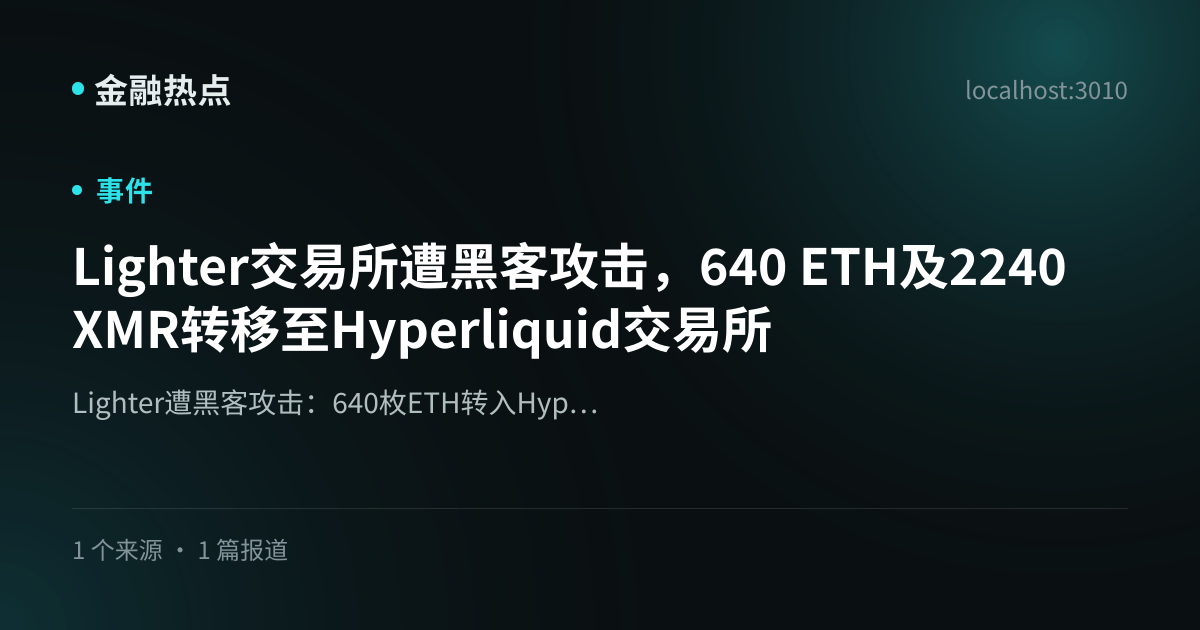 金融热点
localhost:3010
事件
Lighter交易所遭黑客攻击，640 ETH及2240
XMR转移至Hyperliquid交易所
Lighter遭黑客攻击：640枚ETH转入Hyp…
1 个来源 · 1 篇报道